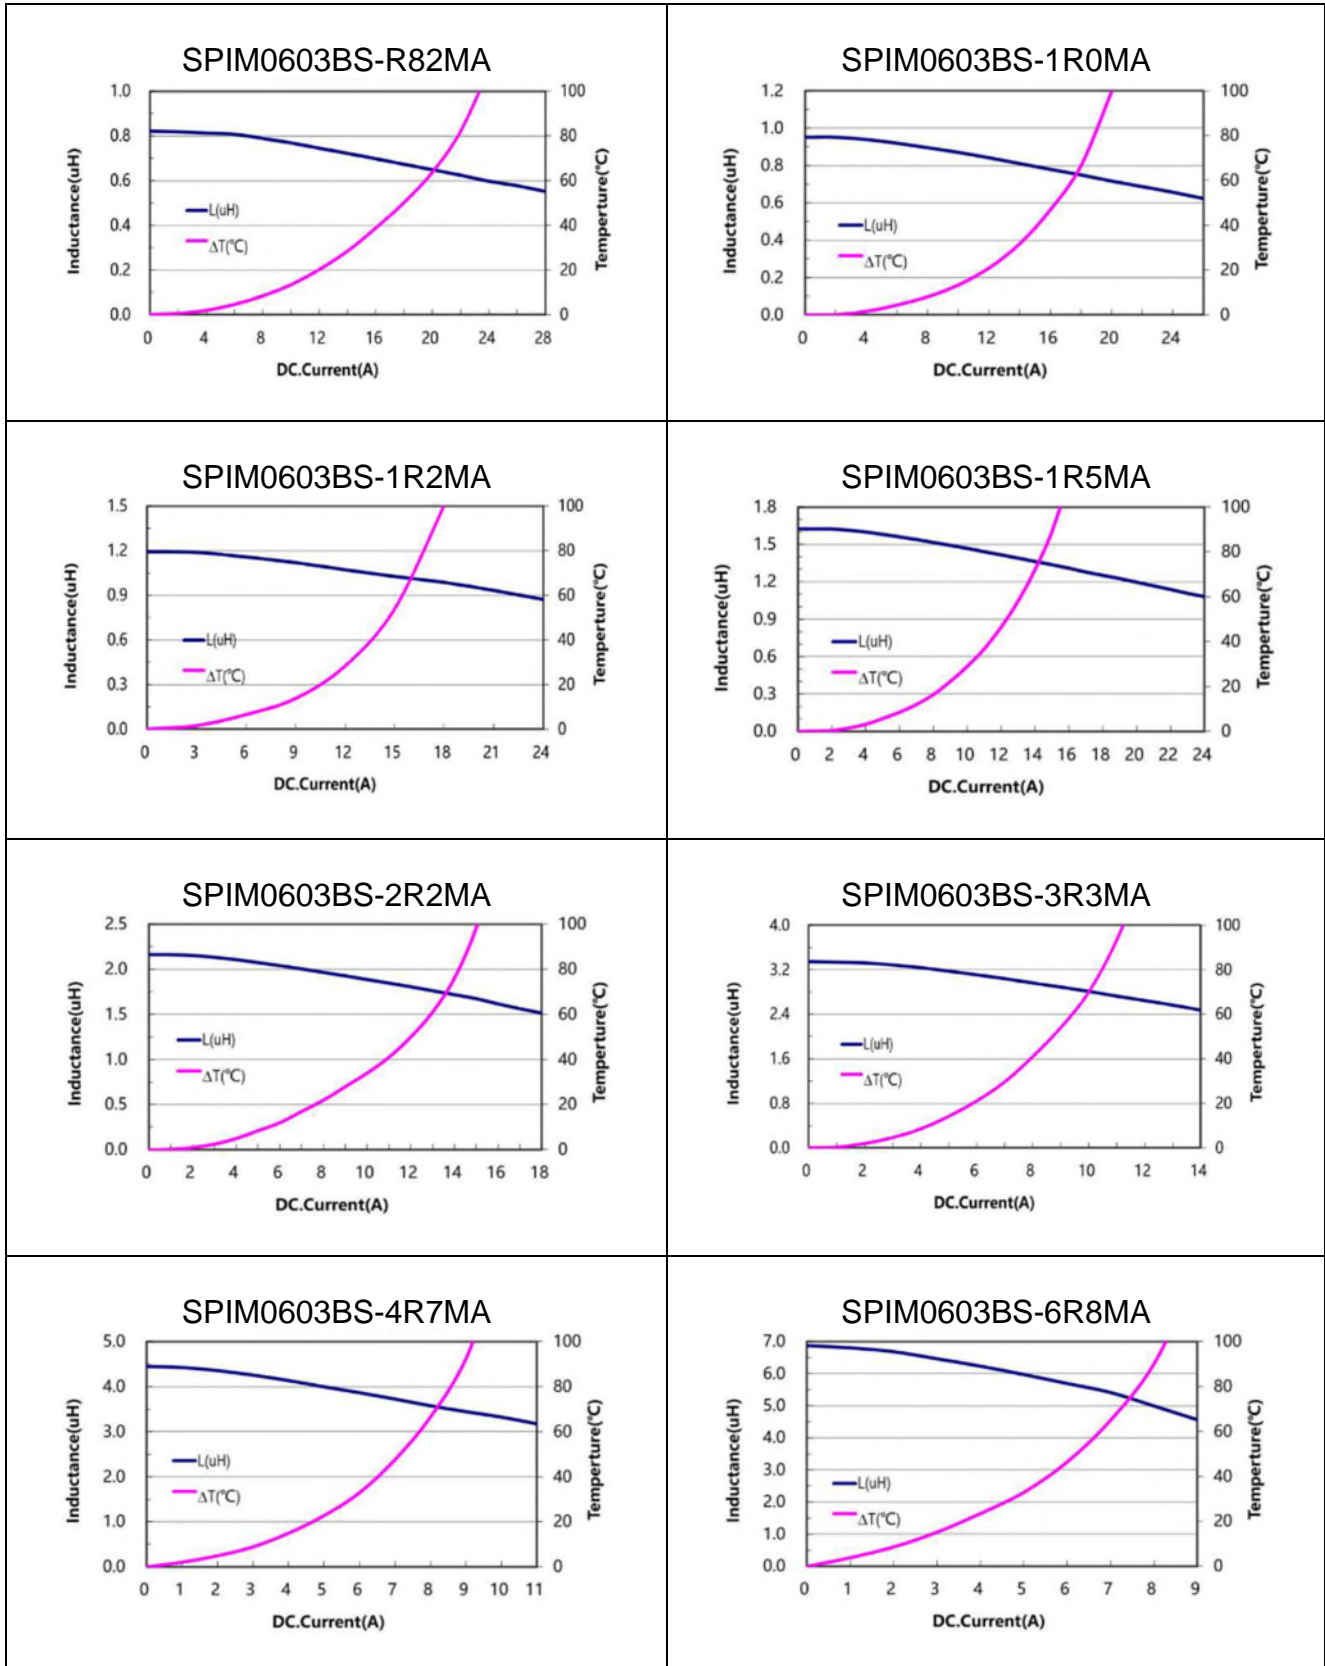 SPIM0603BS-R82MA
1.0
0.8
0.6
0.4
0.2
0.0
Inductance(uH)
L(uH)
ΔT(℃)
100
80
60
40
20
0
Temperture(℃)
0 4 8 12 16 20 24 28
DC.Current(A)
SPIM0603BS-1R0MA
1.2
1.0
0.8
0.6
0.4
0.2
0.0
Inductance(uH)
L(uH)
ΔT(℃)
100
80
60
40
20
0
Temperture(℃)
0 4 8 12 16 20 24
DC.Current(A)
SPIM0603BS-1R2MA
1.5
1.2
0.9
0.6
0.3
0.0
Inductance(uH)
L(uH)
ΔT(℃)
100
80
60
40
20
0
Temperture(℃)
0 3 6 9 12 15 18 21 24
DC.Current(A)
SPIM0603BS-1R5MA
1.8
1.5
1.2
0.9
0.6
0.3
0.0
Inductance(uH)
L(uH)
ΔT(℃)
100
80
60
40
20
0
Temperture(℃)
0 2 4 6 8 10 12 14 16 18 20 22 24
DC.Current(A)
SPIM0603BS-2R2MA
2.5
2.0
1.5
1.0
0.5
0.0
Inductance(uH)
L(uH)
ΔT(℃)
100
80
60
40
20
0
Temperture(℃)
0 2 4 6 8 10 12 14 16 18
DC.Current(A)
SPIM0603BS-3R3MA
4.0
3.2
2.4
1.6
0.8
0.0
Inductance(uH)
L(uH)
ΔT(℃)
100
80
60
40
20
0
Temperture(℃)
0 2 4 6 8 10 12 14
DC.Current(A)
SPIM0603BS-4R7MA
5.0
4.0
3.0
2.0
1.0
0.0
Inductance(uH)
L(uH)
ΔT(℃)
100
80
60
40
20
0
Temperture(℃)
0 1 2 3 4 5 6 7 8 9 10 11
DC.Current(A)
SPIM0603BS-6R8MA
7.0
6.0
5.0
4.0
3.0
2.0
1.0
0.0
Inductance(uH)
L(uH)
ΔT(℃)
100
80
60
40
20
0
Temperture(℃)
0 1 2 3 4 5 6 7 8 9
DC.Current(A)